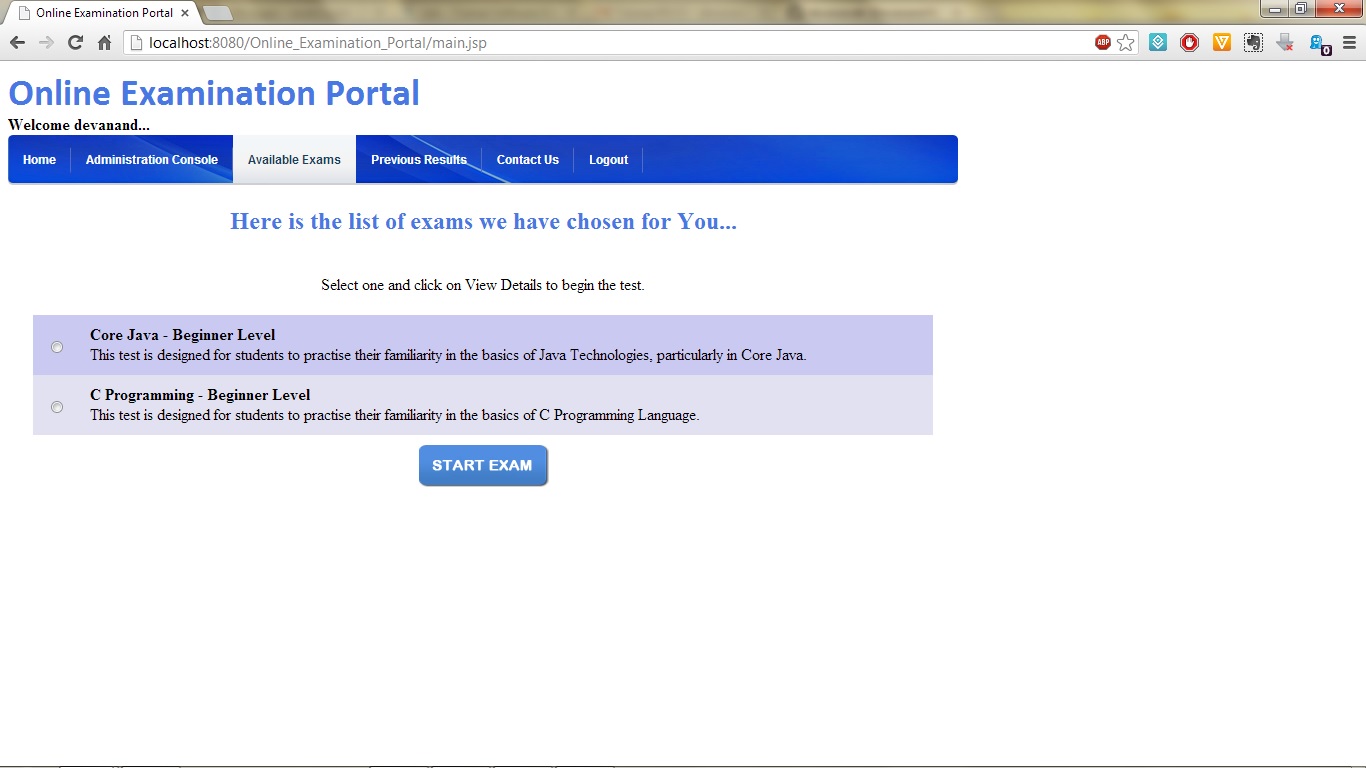 Online Examination Portal
localhost:8080/Online_Examination_Portal/main.jsp
ABP
0
Online Examination Portal
Welcome devanand...
Home Administration Console Available Exams Previous Results Contact Us Logout
Here is the list of exams we have chosen for You...
Select one and click on View Details to begin the test.
Core Java - Beginner Level
This test is designed for students to practise their familiarity in the basics of Java Technologies, particularly in Core Java.
C Programming - Beginner Level
This test is designed for students to practise their familiarity in the basics of C Programming Language.
START EXAM